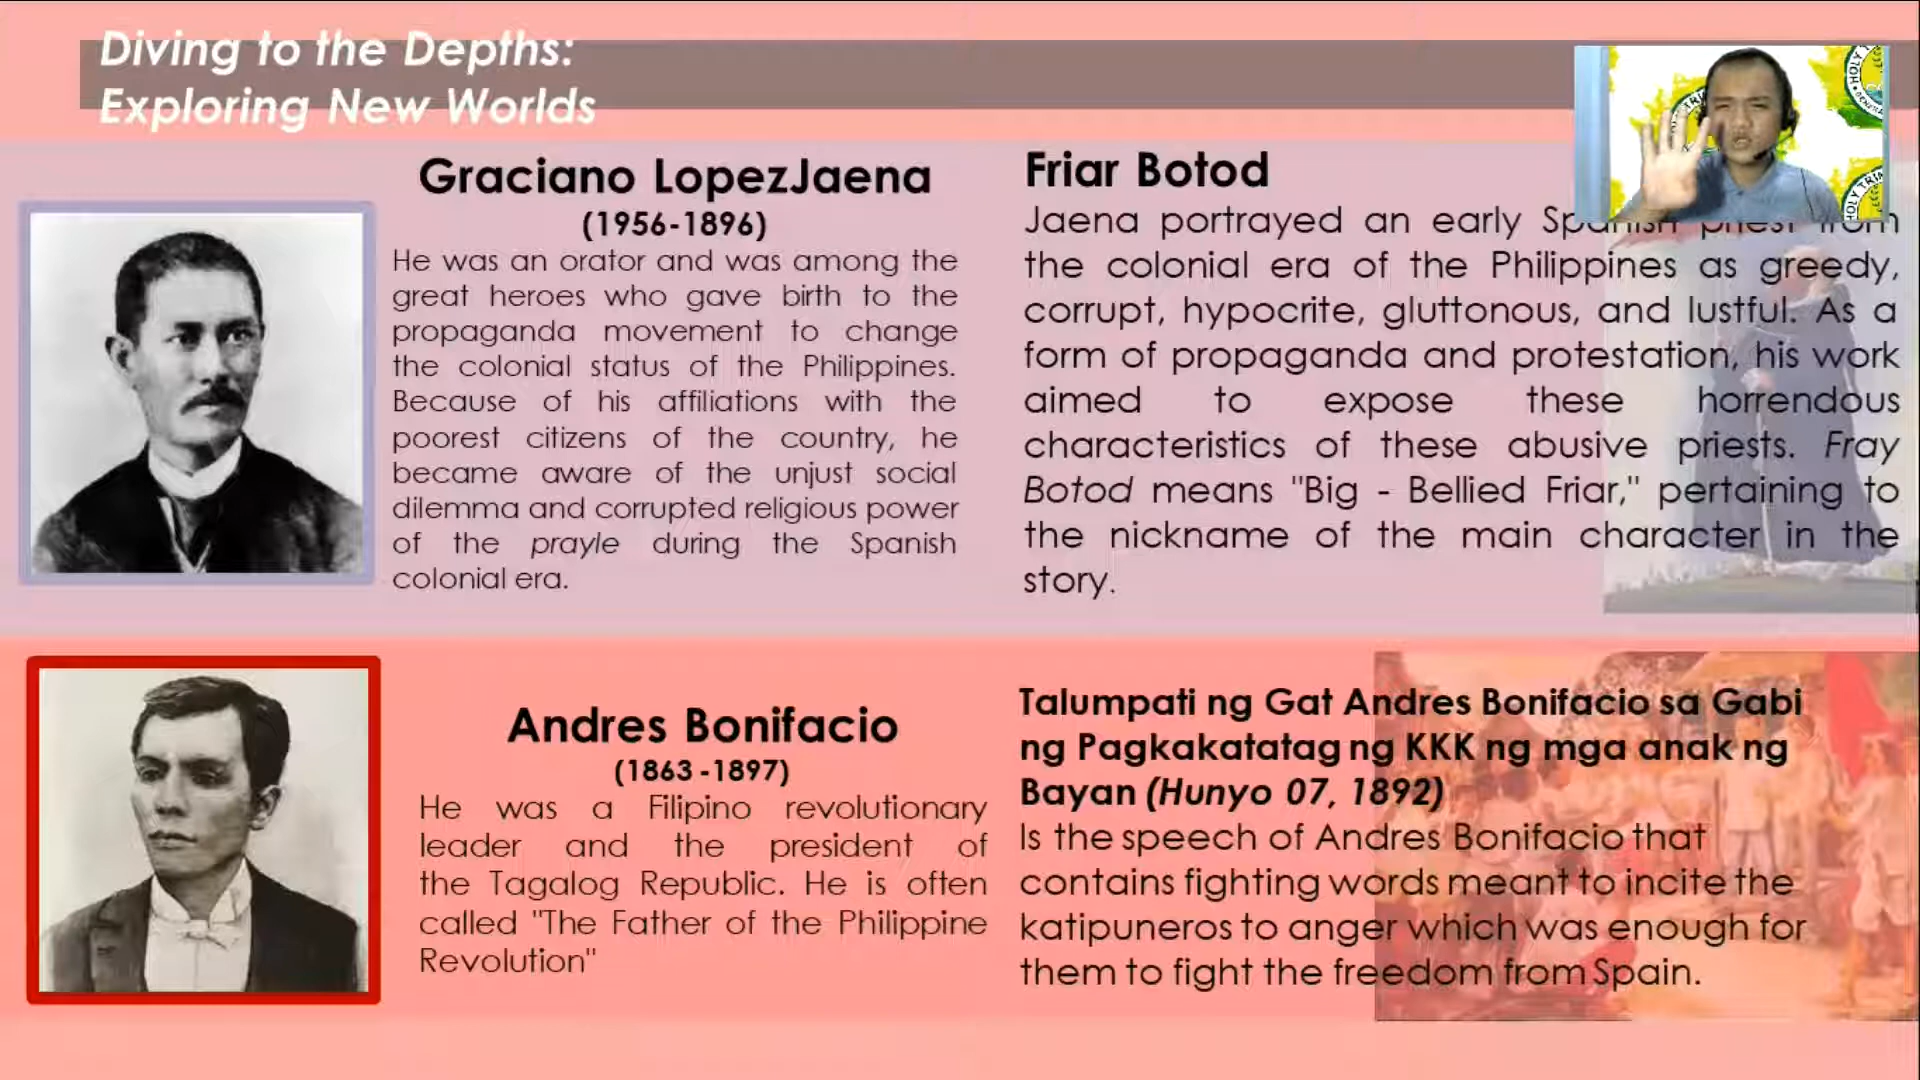 Diving to the Depths:
Exploring New Worlds
Graciano LopezJaena
(1956-1896)
He was an orator and was among the
great heroes who gave birth to the
propaganda movement to change
the colonial status of the Philippines.
Because of his affiliations with the
poorest citizens of the country, he
became aware of the unjust social
dilemma and corrupted religious power
of the prayle during the Spanish
colonial era.
Friar Botod
Jaena portrayed an early Spanish priest from
the colonial era of the Philippines as greedy,
corrupt, hypocrite, gluttonous, and lustful. As a
form of propaganda and protestation, his work
aimed to expose these horrendous
characteristics of these abusive priests. Fray
Botod means "Big - Bellied Friar," pertaining to
the nickname of the main character in the
story.
Andres Bonifacio
(1863 -1897)
He was a Filipino revolutionary
leader and the president of
the Tagalog Republic. He is often
called "The Father of the Philippine
Revolution"
Talumpati ng Gat Andres Bonifacio sa Gabi
ng Pagkakatatag ng KKK ng mga anak ng
Bayan (Hunyo 07, 1892)
Is the speech of Andres Bonifacio that
contains fighting words meant to incite the
katipuneros to anger which was enough for
them to fight the freedom from Spain.
HOLY
HOLY TRI